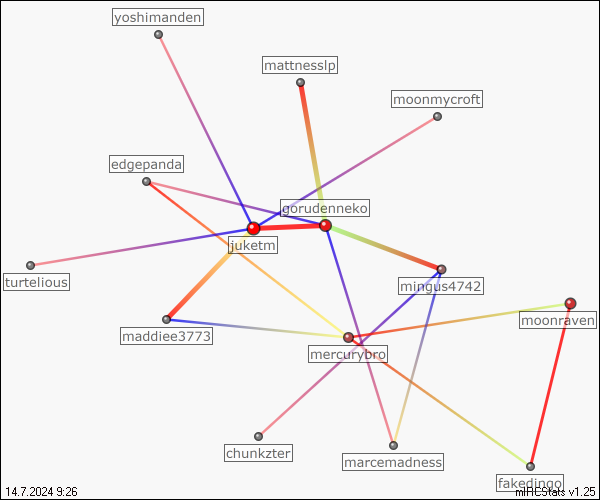 yoshimanden
mattnesslp
moonmycroft
edgepanda
gorudenneko
juketm
turtelious
mingus4742
moonraven
maddiee3773
mercurybro
chunkzter
marcemadness
fakedingo
14.7.2024 9:26
mIRCStats v1.25